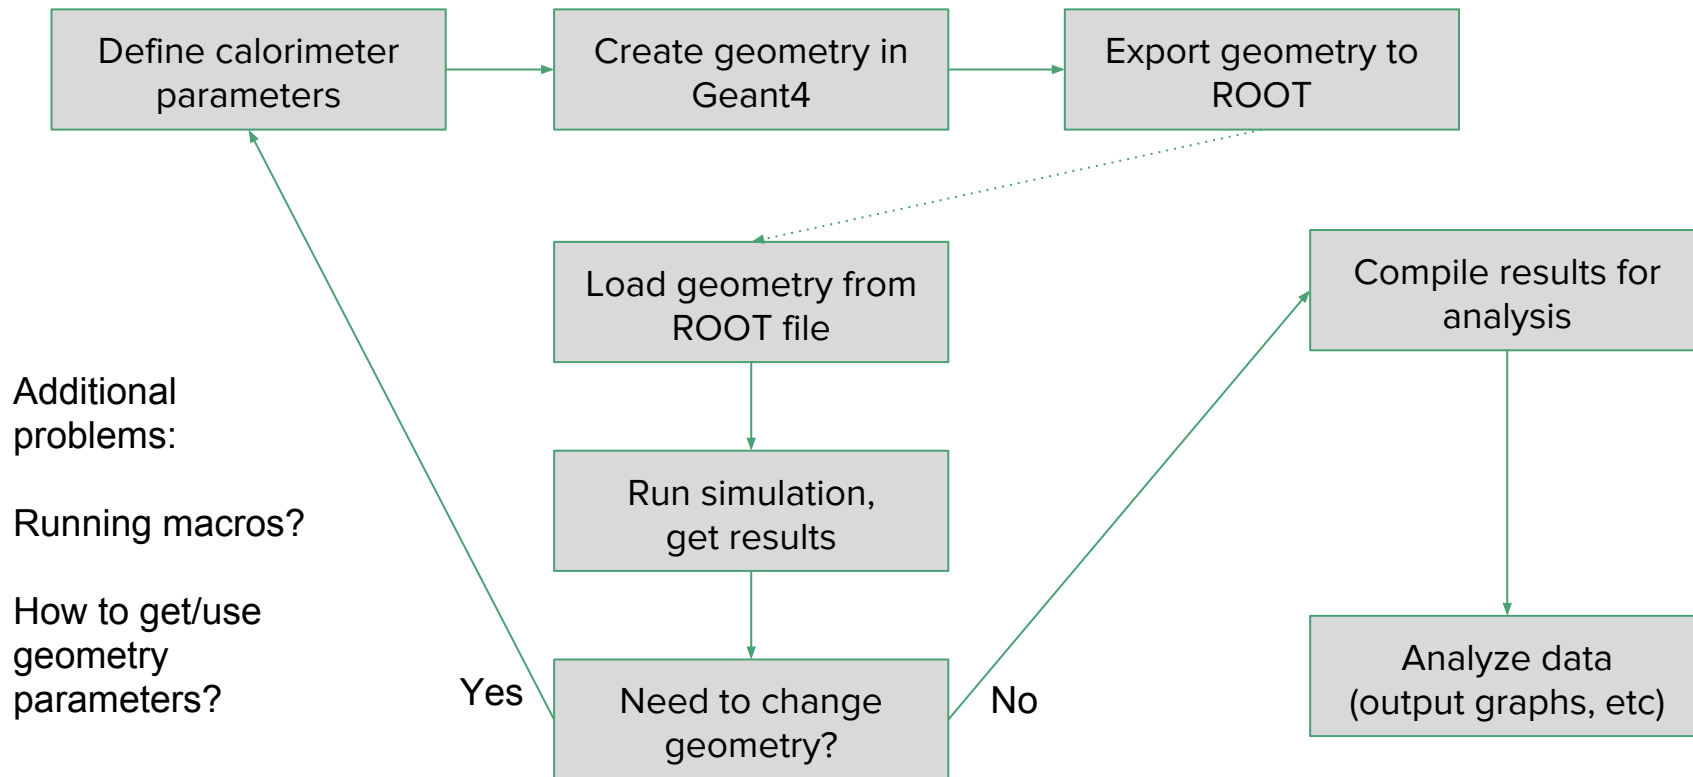 Define calorimeter
parameters
Create geometry in
Geant4
Export geometry to
ROOT
Load geometry from
ROOT file
Compile results for
analysis
Additional
problems:
Running macros?
How to get/use
geometry
parameters?
Run simulation,
get results
Yes
Need to change
geometry?
No
Analyze data
(output graphs, etc)